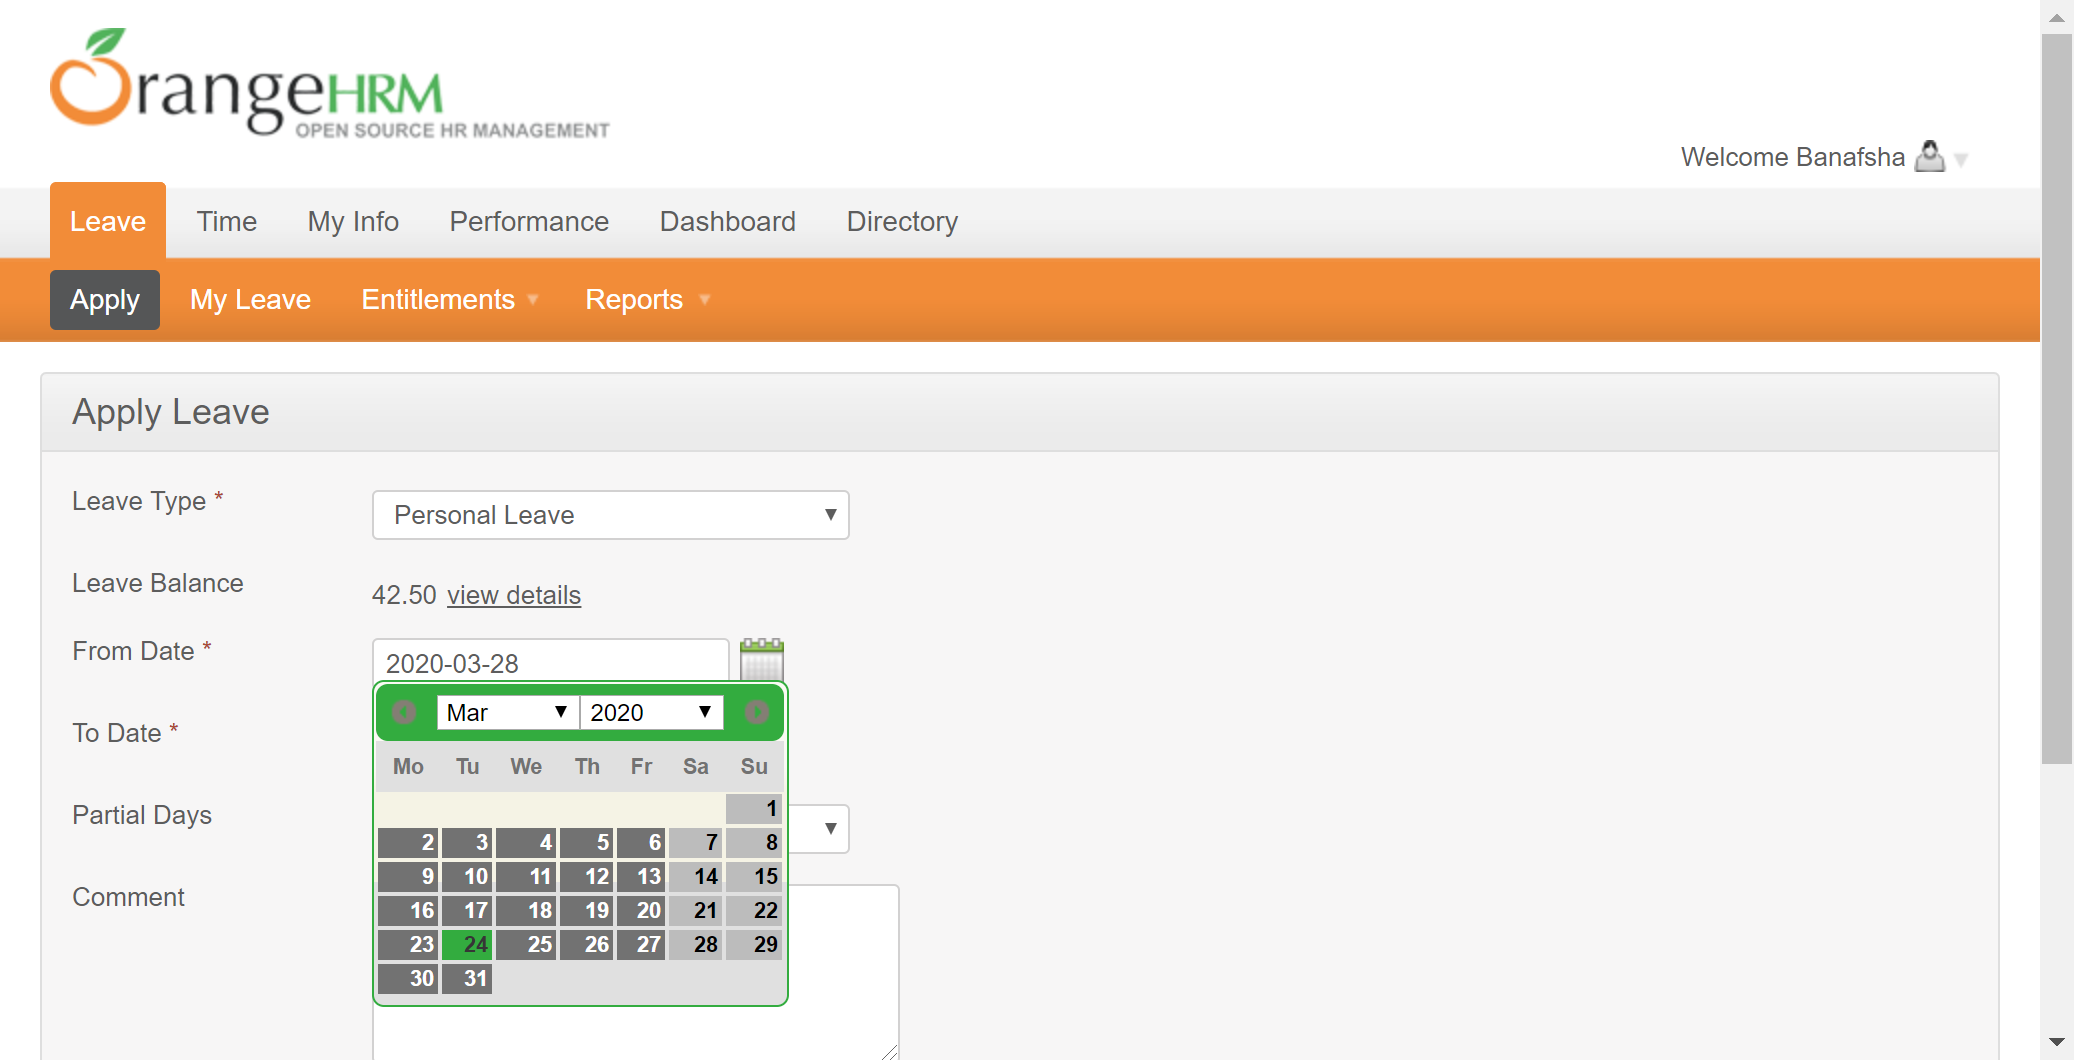 OrangeHRM
OPEN SOURCE HR MANAGEMENT
Welcome Banafsha
Leave Time My Info Performance Dashboard Directory
Apply My Leave Entitlements Reports
Apply Leave
Leave Type *
Personal Leave
Leave Balance
42.50 view details
From Date *
2020-03-28
Mar 2020
To Date *
Mo Tu We Th Fr Sa Su
1
Partial Days
2 3 4 5 6 7 8
9 10 11 12 13 14 15
Comment
16 17 18 19 20 21 22
23 24 25 26 27 28 29
30 31